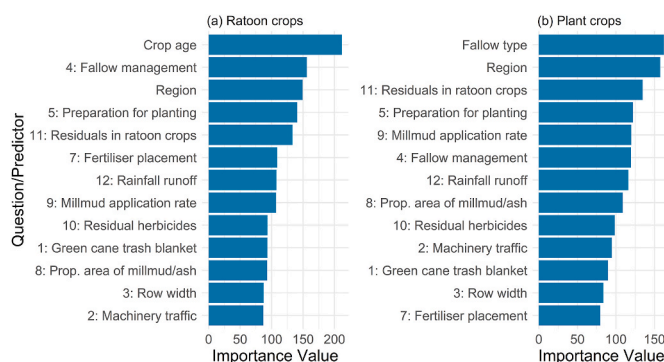 (a) Ratoon crops
Crop age
4: Fallow management
Region
5: Preparation for planting
11: Residuals in ratoon crops
7: Fertiliser placement
12: Rainfall runoff
9: Millmud application rate
10: Residual herbicides
1: Green cane trash blanket
8: Prop. area of millmud/ash
3: Row width
2: Machinery traffic
0 50 100 150 200
Importance Value
Question/Predictor
(b) Plant crops
Fallow type
Region
11: Residuals in ratoon crops
5: Preparation for planting
9: Millmud application rate
4: Fallow management
12: Rainfall runoff
8: Prop. area of millmud/ash
10: Residual herbicides
2: Machinery traffic
1: Green cane trash blanket
3: Row width
7: Fertiliser placement
0 50 100 150
Importance Value